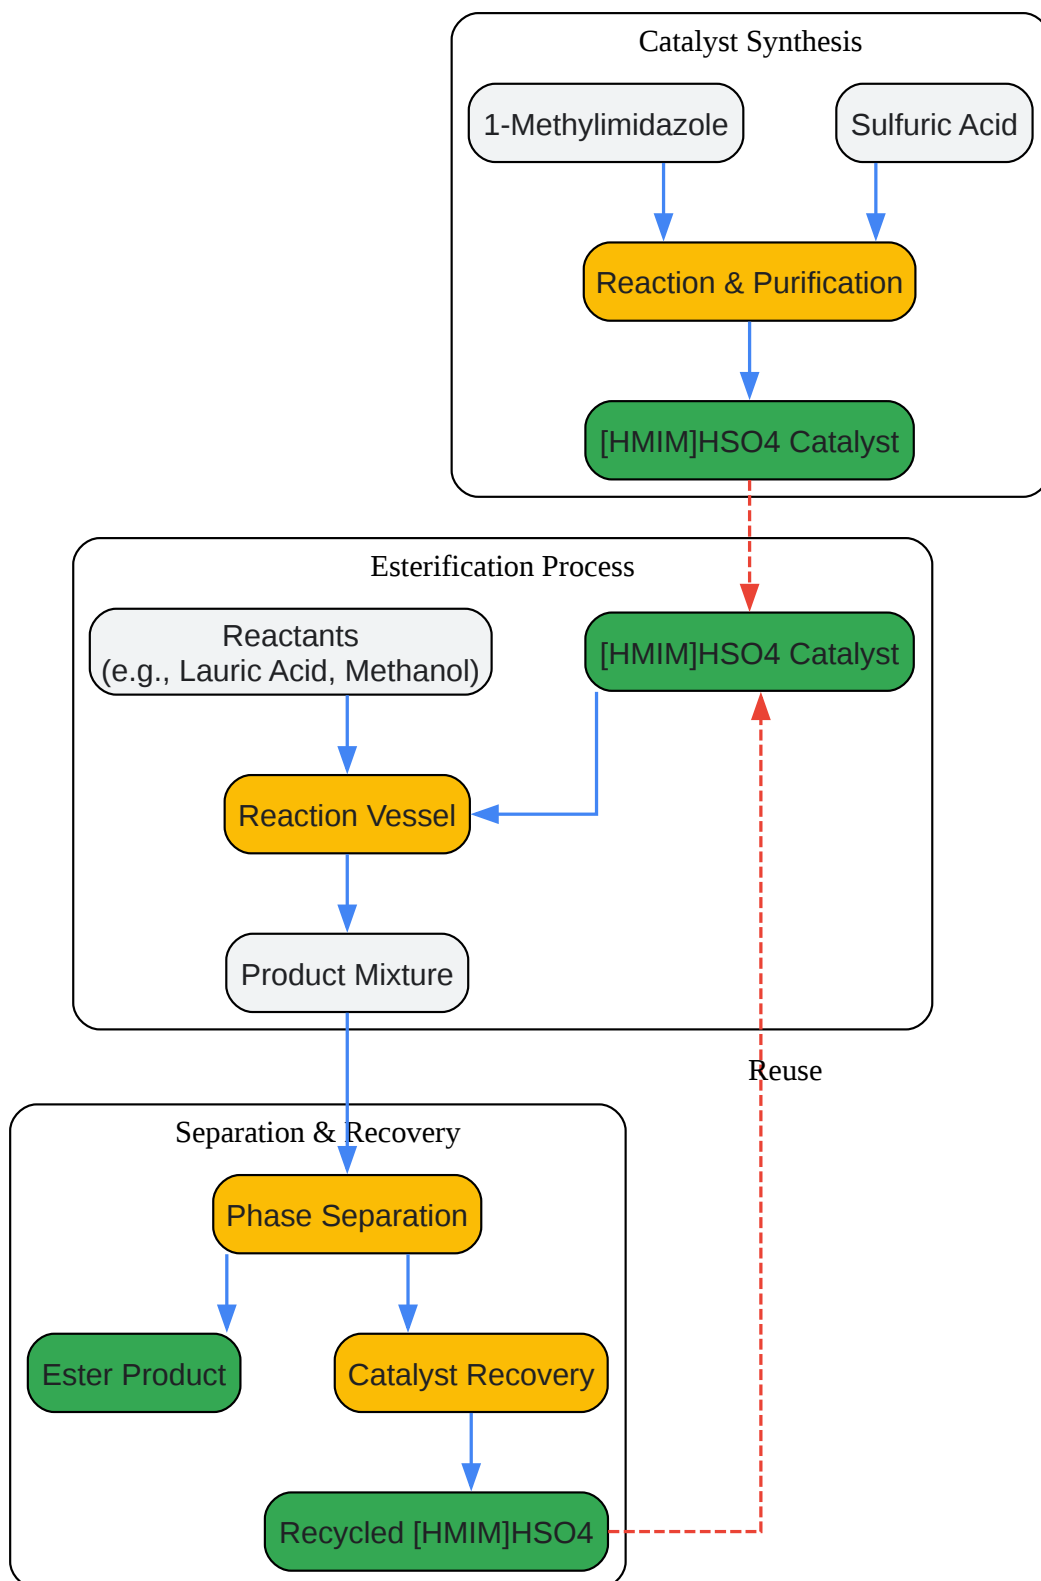 Catalyst Synthesis
1-Methylimidazole
Sulfuric Acid
Reaction & Purification
[HMIM]HSO4 Catalyst
Esterification Process
Reactants
(e.g., Lauric Acid, Methanol)
[HMIM]HSO4 Catalyst
Reaction Vessel
Product Mixture
Reuse
Separation & Recovery
Phase Separation
Ester Product
Catalyst Recovery
Recycled [HMIM]HSO4